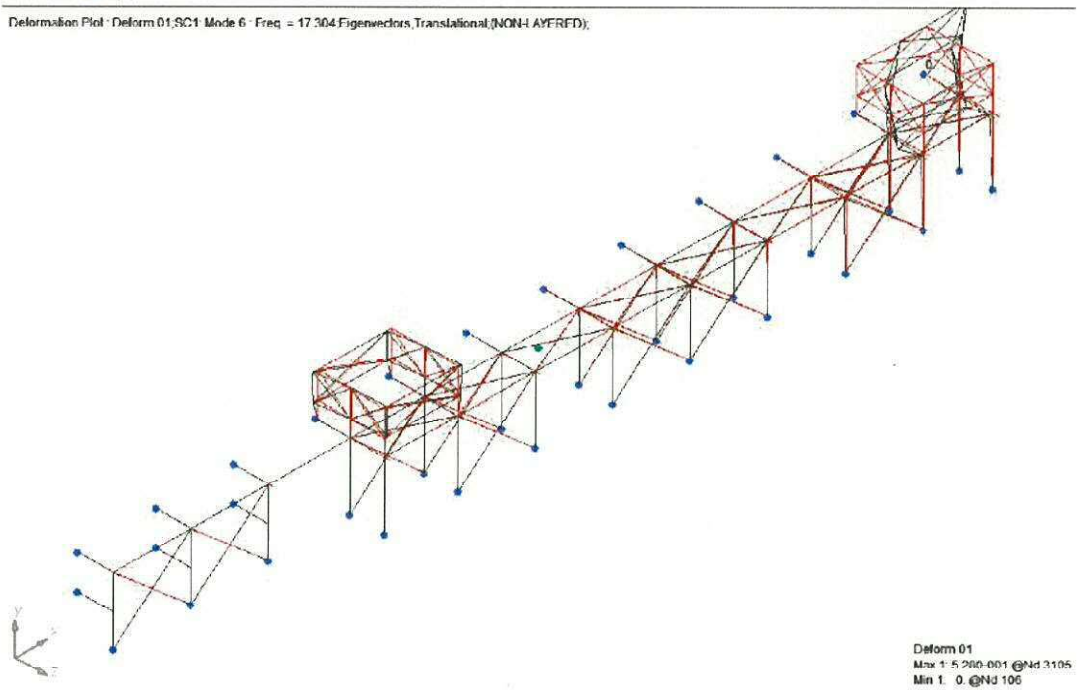 Deformation Plot : Deform 01,SC1: Mode 6 : Freq. = 17.304:Eigenvectors,Translational,(NON-LAYERED);
0.
Y
X
Z
Deform 01
Max 1: 5.280-001 @Nd 3105
Min 1: 0. @Nd 106